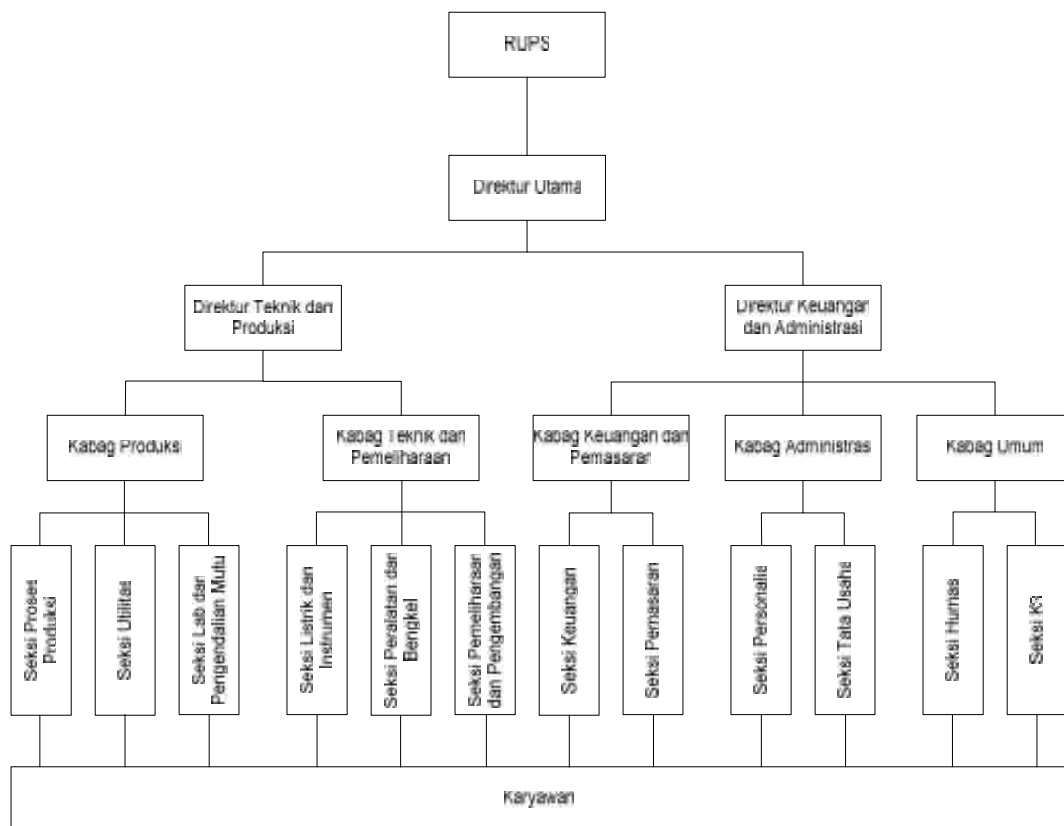 RUPS
Direktur Utama
Direktur Teknik dan
Produksi
Direktur Keuangan
dan Administrasi
Kabag Produksi
Kabag Teknik dan
Pemeliharaan
Kabag Keuangan dan
Pemasaran
Kabag Administrasi
Kabag Umum
Seksi Proses
Produksi
Seksi Utilitas
Seksi Lab dan
Pengendalian Mutu
Seksi Listrik dan
Instrumen
Seksi Peralatan dan
Bengkel
Seksi Pemeliharaan
dan Pengembangan
Seksi Keuangan
Seksi Pemasaran
Seksi Personalia
Seksi Tata Usaha
Seksi Humas
Seksi K3
Karyawan